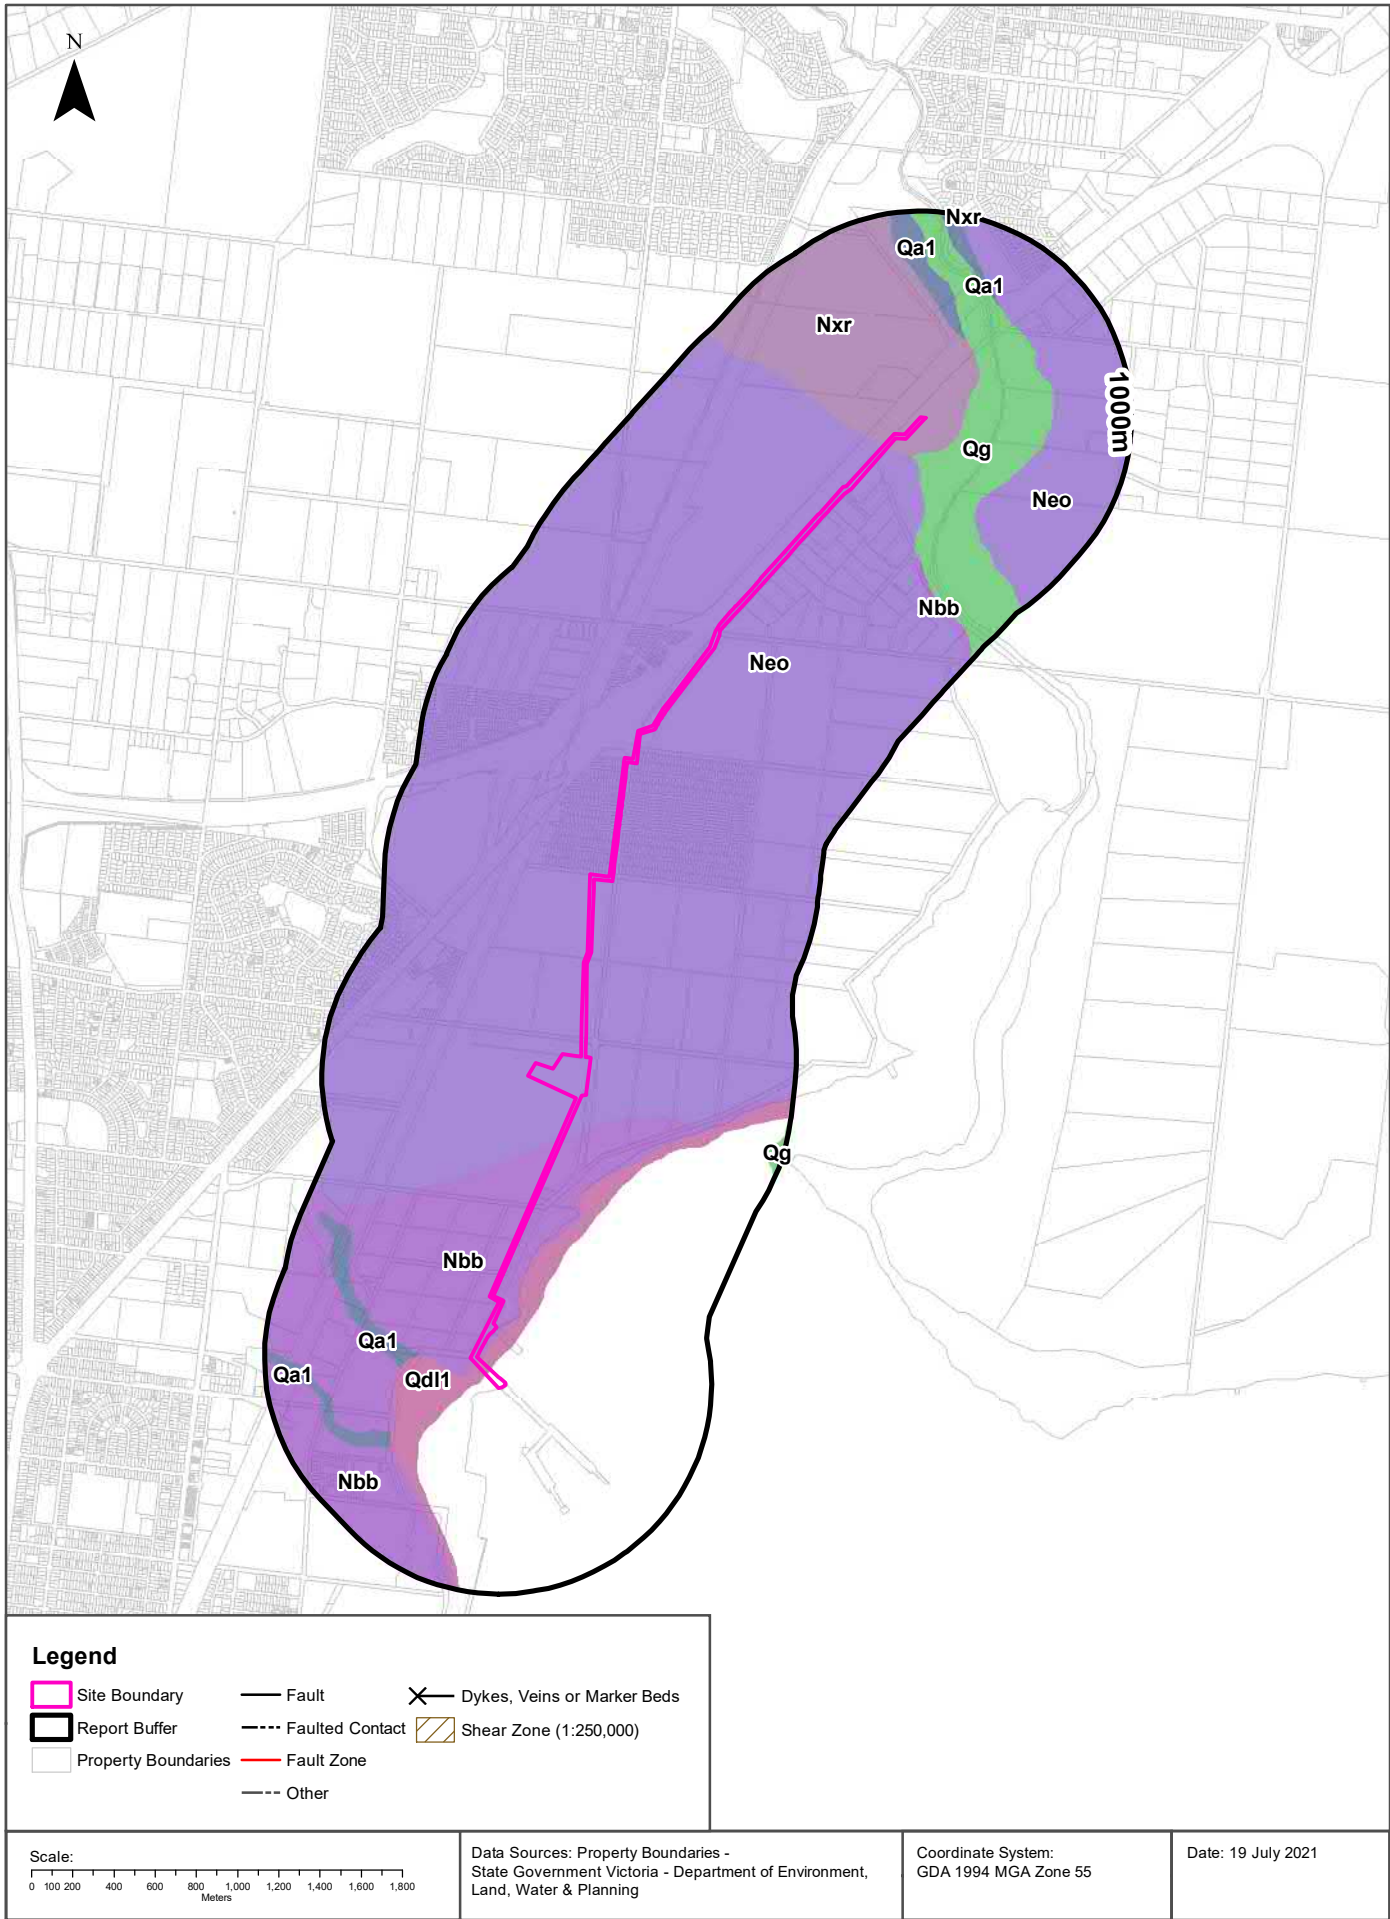 N
Nxr
Qa1
Qa1
Nxr
1000m
Qg
Neo
Nbb
Neo
Qg
Nbb
Qa1
Qa1
Qdl1
Nbb
Legend
Site Boundary
Report Buffer
Property Boundaries
Fault
Faulted Contact
Fault Zone
Other
Dykes, Veins or Marker Beds
Shear Zone (1:250,000)
Scale:
0 100 200 400 600 800 1,000 1,200 1,400 1,600 1,800
Meters
Data Sources: Property Boundaries -
State Government Victoria - Department of Environment,
Land, Water & Planning
Coordinate System:
GDA 1994 MGA Zone 55
Date: 19 July 2021